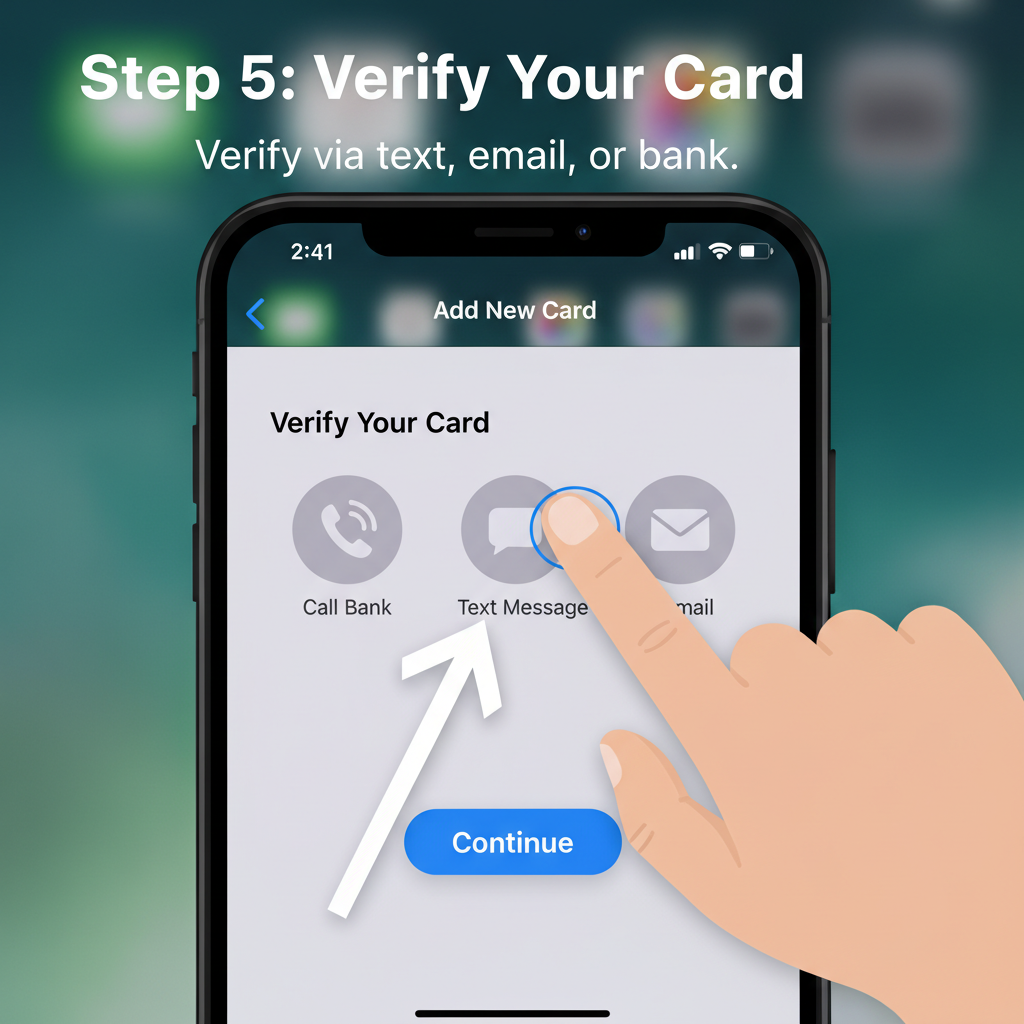 Step 5: Verify Your Card
Verify via text, email, or bank.
2:41
Add New Card
Verify Your Card
Call Bank
Text Message
mail
Continue